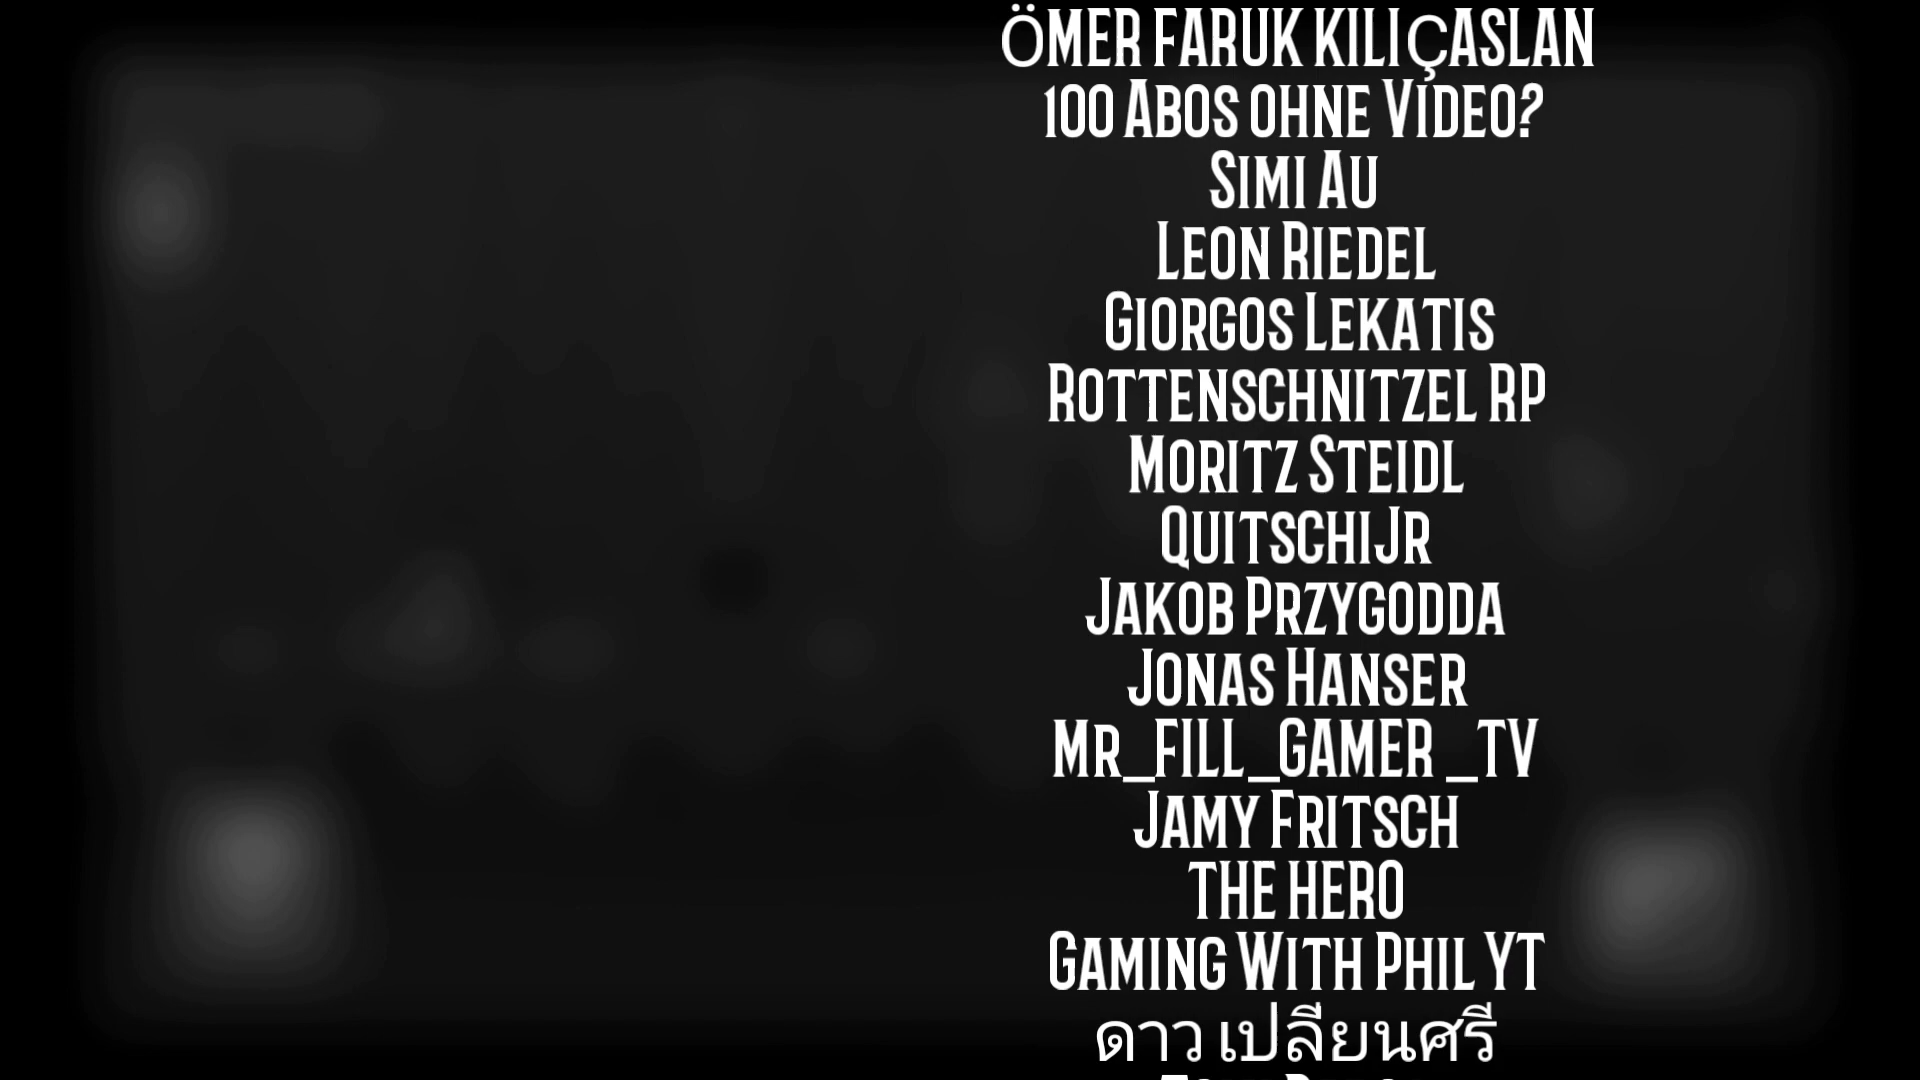 ÖMER FARUK KILIÇASLAN
100 Abos ohne Video?
Simi Au
Leon Riedel
Giorgos Lekatis
Rottenschnitzel RP
Moritz Steidl
QuitschiJr
Jakob Przygodda
Jonas Hanser
Mr_FILL_GAMER_TV
Jamy Fritsch
THE HERO
Gaming With Phil YT
ดาว เปลียนศรี